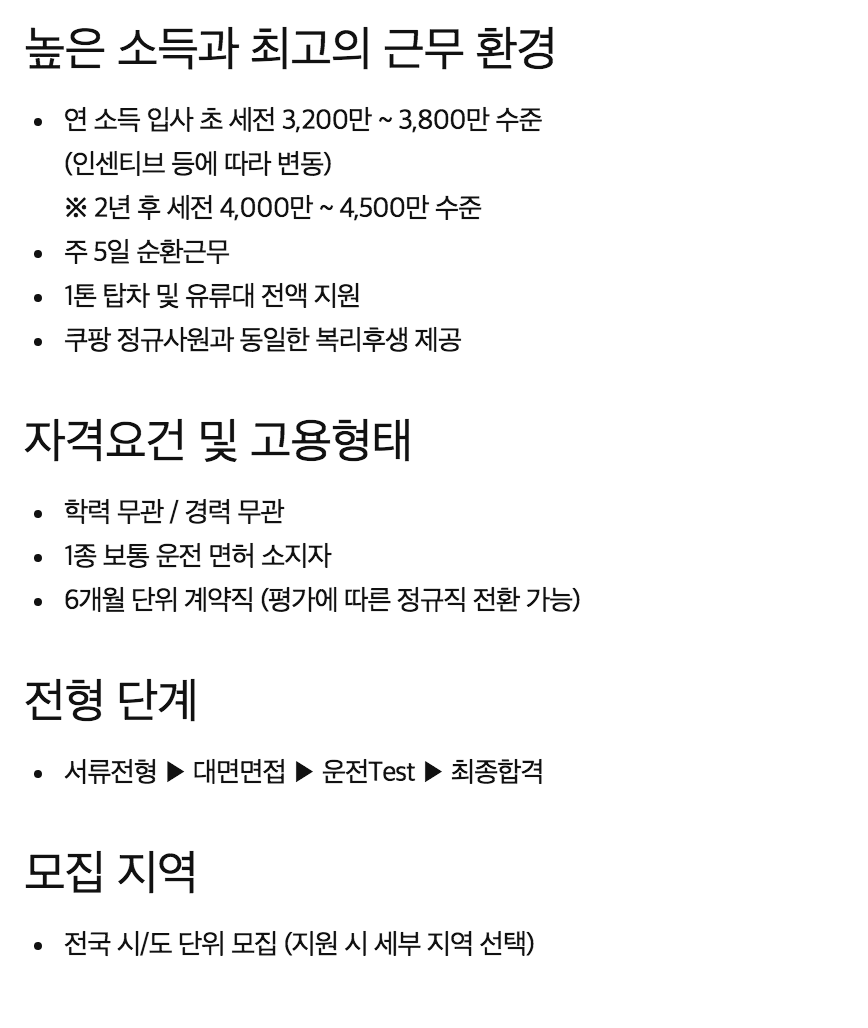 높은 소득과 최고의 근무 환경
• 연 소득 입사 초 세전 3,200만 ~ 3,800만 수준
(인센티브 등에 따라 변동)
※ 2년 후 세전 4,000만 ~ 4,500만 수준
• 주 5일 순환근무
• 1톤 탑차 및 유류대 전액 지원
• 쿠팡 정규사원과 동일한 복리후생 제공
자격요건 및 고용형태
• 학력 무관 / 경력 무관
• 1종 보통 운전 면허 소지자
• 6개월 단위 계약직 (평가에 따른 정규직 전환 가능)
전형 단계
• 서류전형 ▶ 대면면접 ▶ 운전Test ▶ 최종합격
모집 지역
• 전국 시/도 단위 모집 (지원 시 세부 지역 선택)